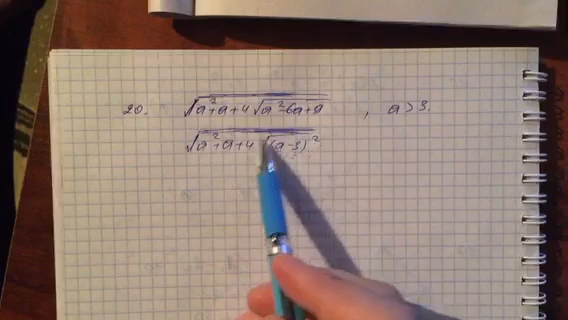 20. √(a²+a+4√(a²-6a+9)) , a>3.
√(a²+a+4√(a-3)²)